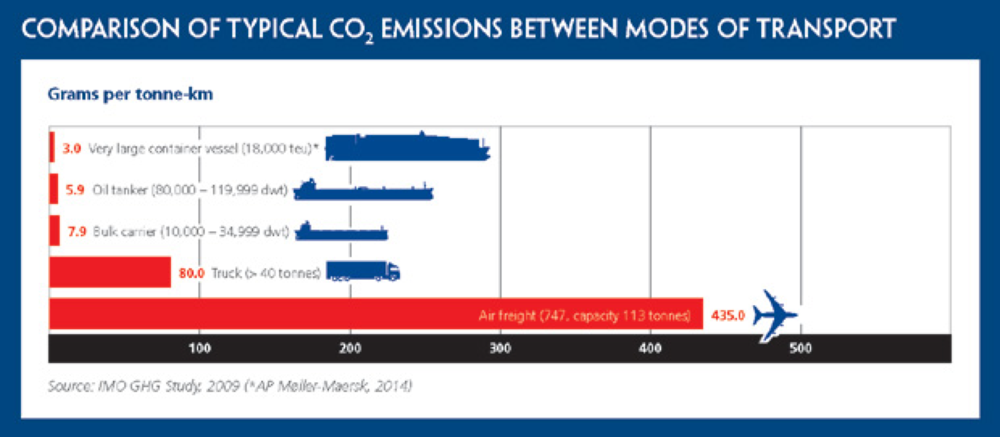 COMPARISON OF TYPICAL CO₂ EMISSIONS BETWEEN MODES OF TRANSPORT
Grams per tonne-km
3.0 Very large container vessel (18,000 teu)*
5.9 Oil tanker (80,000 – 119,999 dwt)
7.9 Bulk carrier (10,000 – 34,999 dwt)
80.0 Truck (> 40 tonnes)
Air freight (747, capacity 113 tonnes) 435.0
100 200 300 400 500
Source: IMO GHG Study, 2009 (*AP Møller-Maersk, 2014)